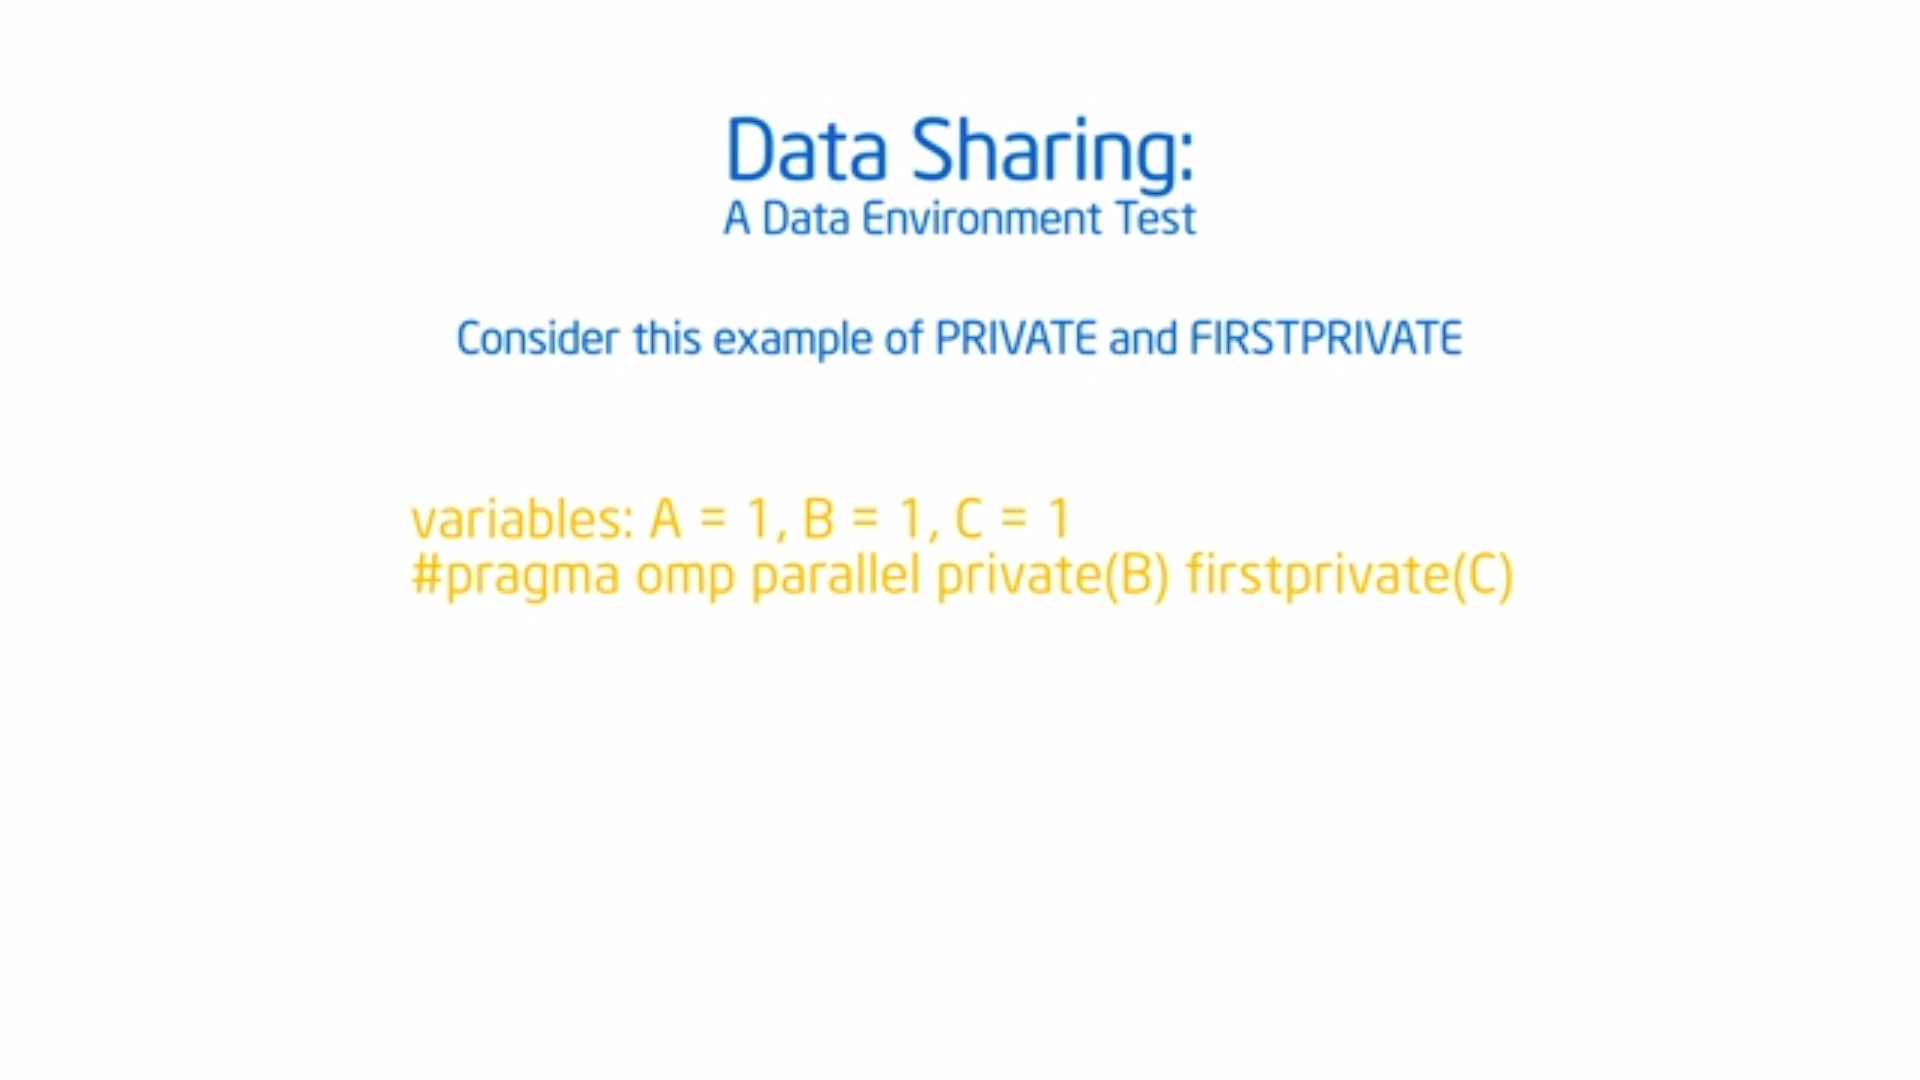 Data Sharing:
A Data Environment Test
Consider this example of PRIVATE and FIRSTPRIVATE
variables: A = 1, B = 1, C = 1
#pragma omp parallel private(B) firstprivate(C)